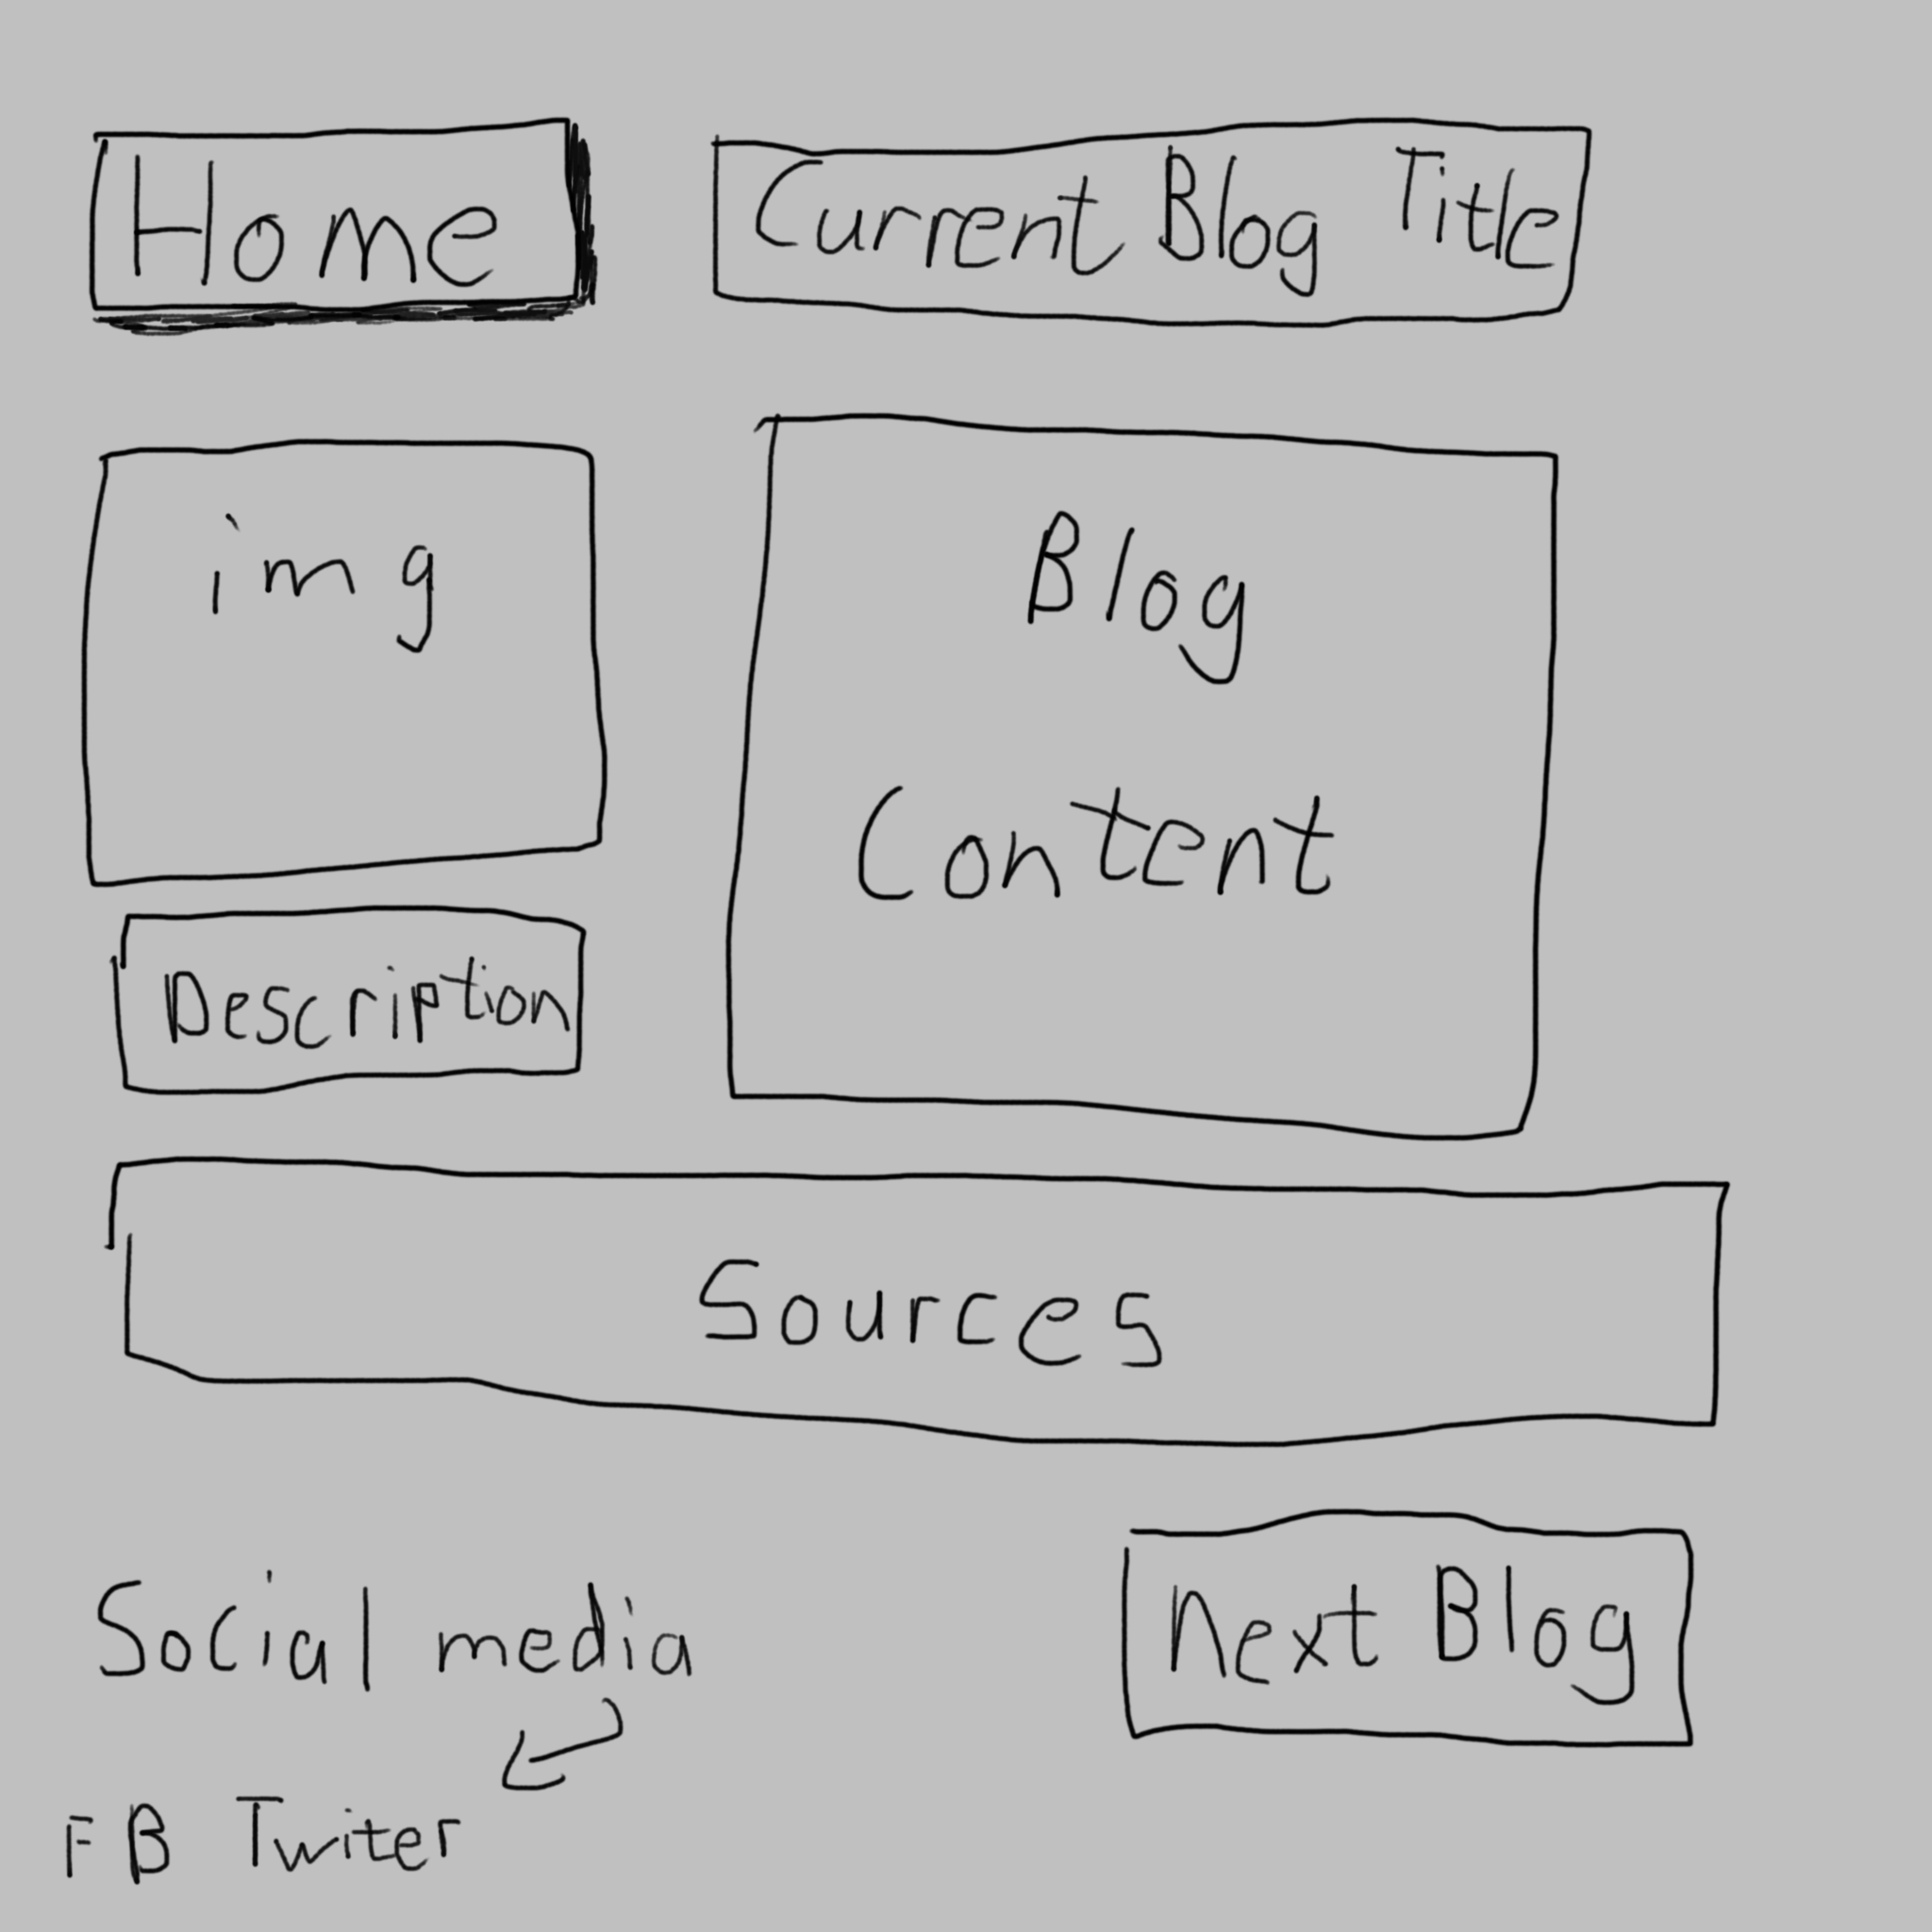 Home
Current Blog Title
img
Blog
Content
Description
Sources
Social media
Next Blog
FB Twiter